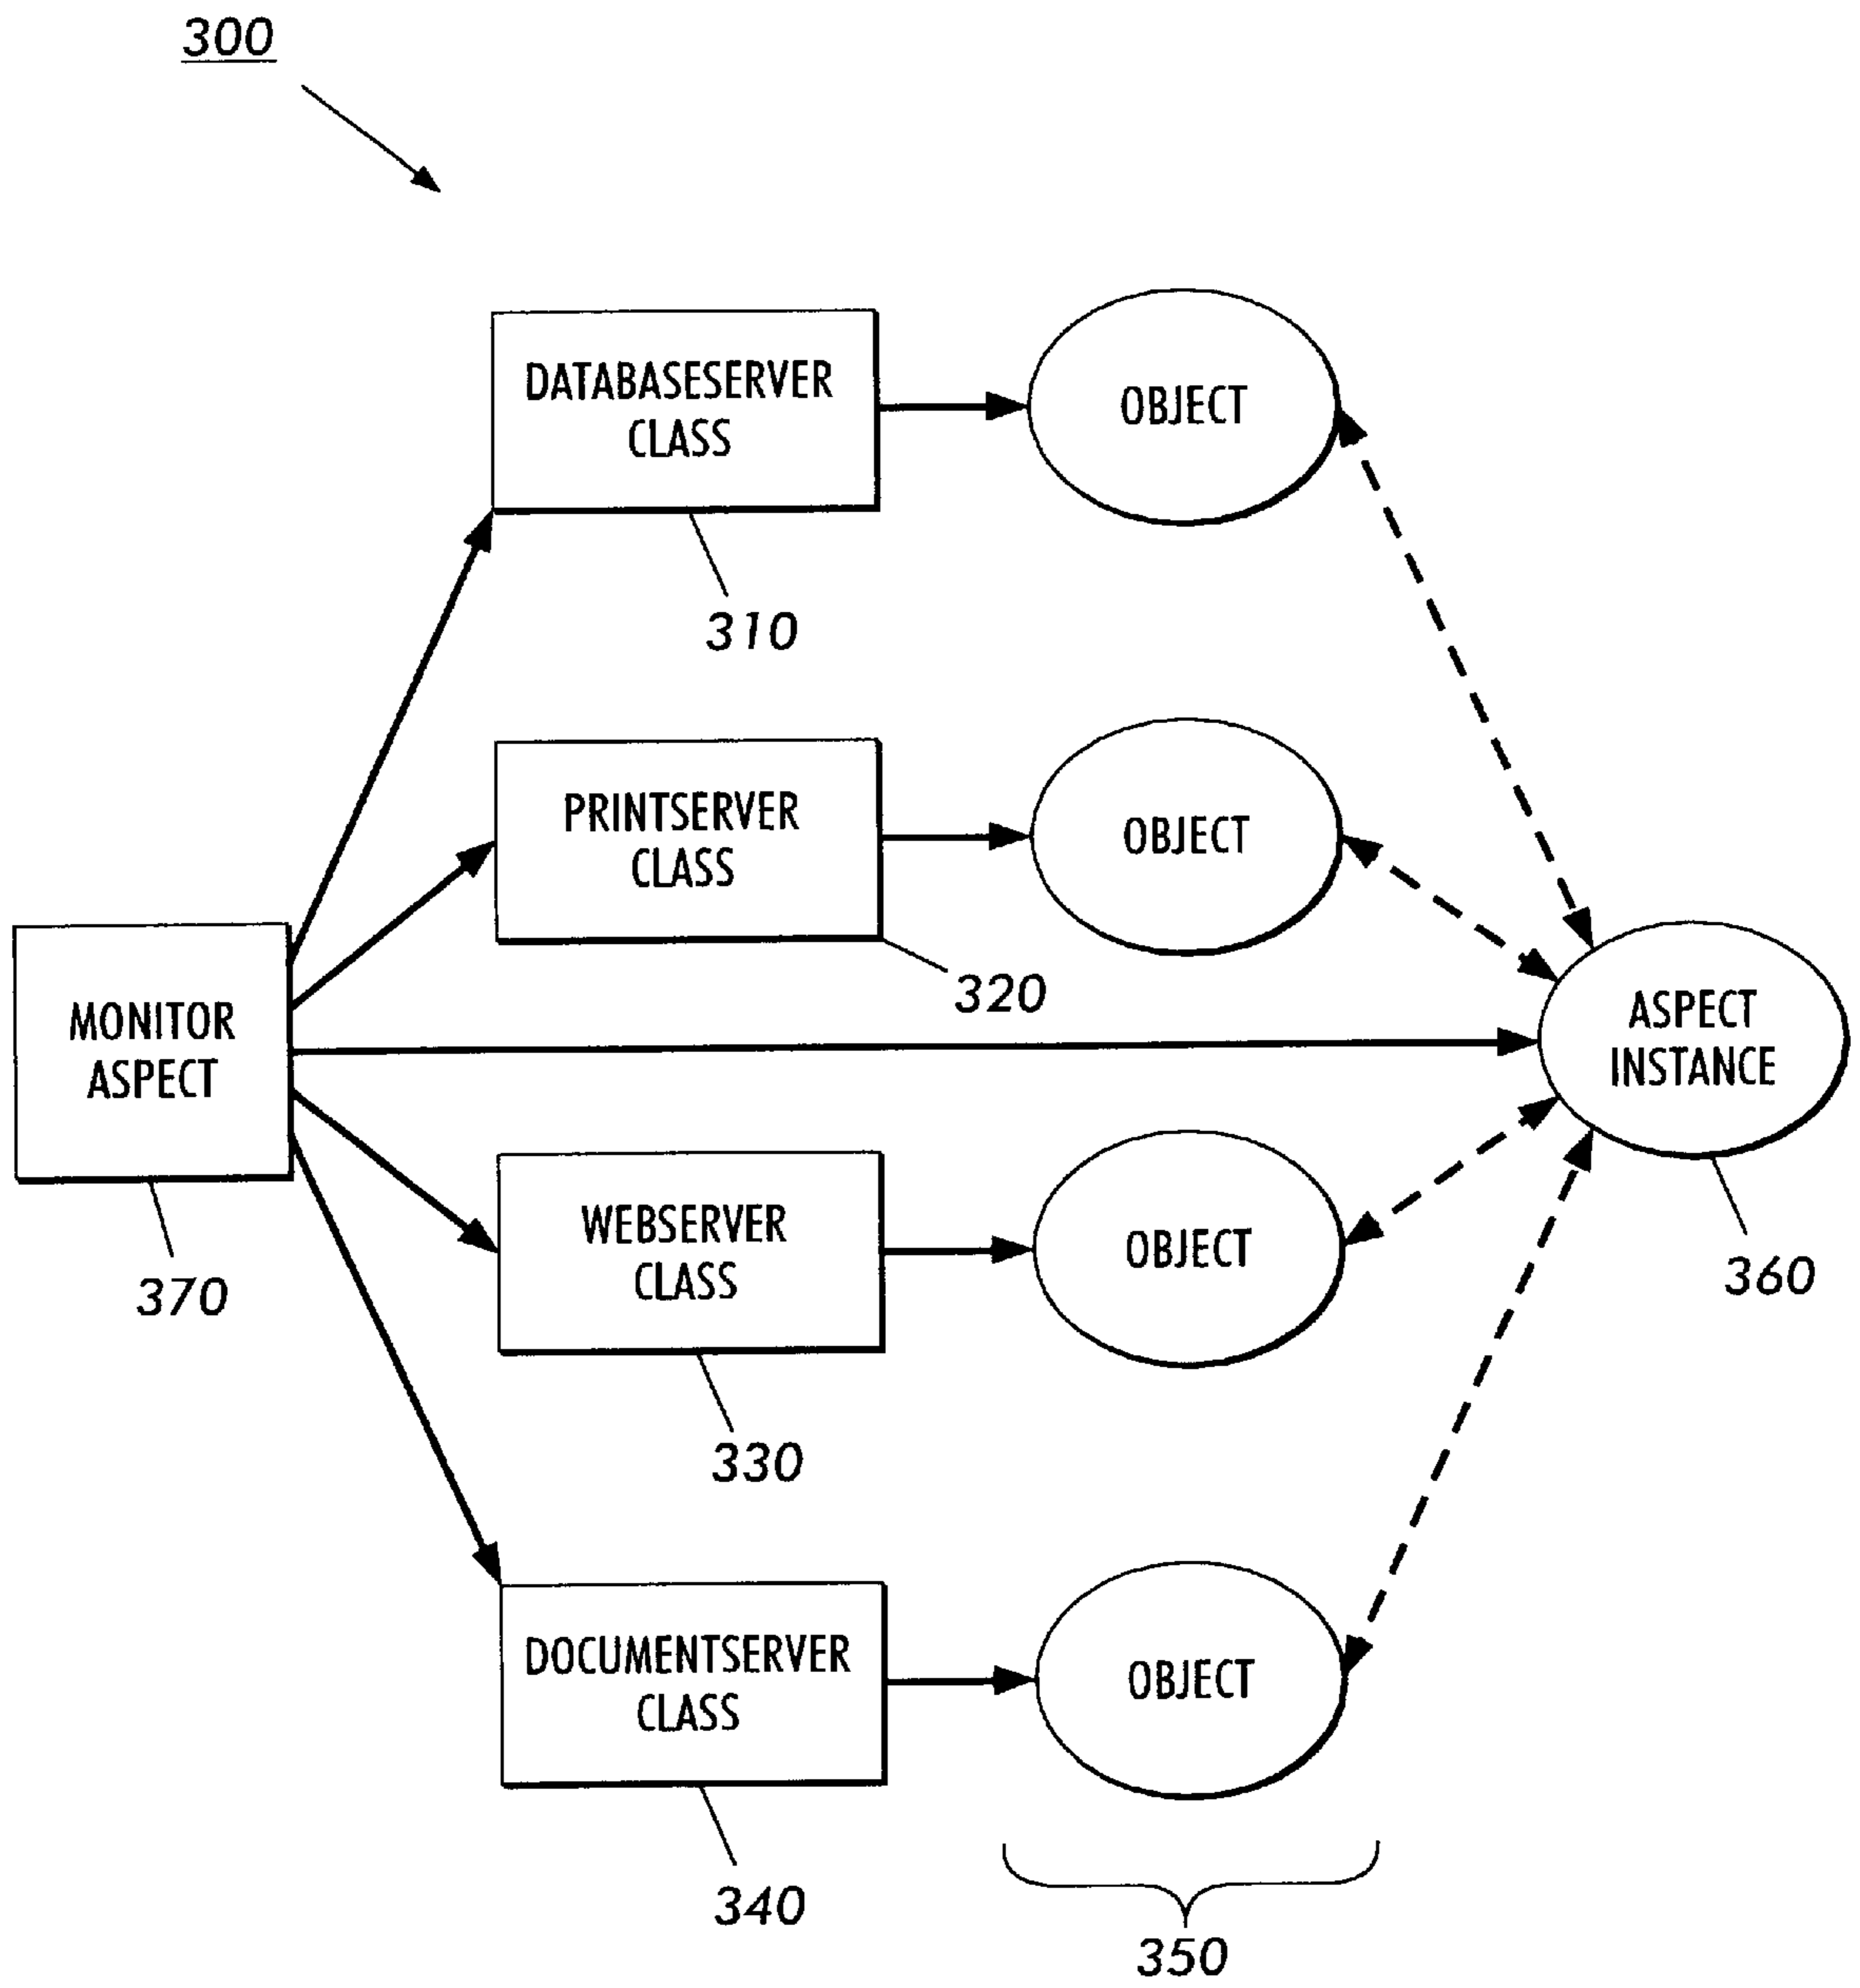 300
DATABASESERVER
CLASS
OBJECT
310
PRINTSERVER
CLASS
OBJECT
320
MONITOR
ASPECT
370
ASPECT
INSTANCE
360
WEBSERVER
CLASS
OBJECT
330
DOCUMENTSERVER
CLASS
OBJECT
340
350